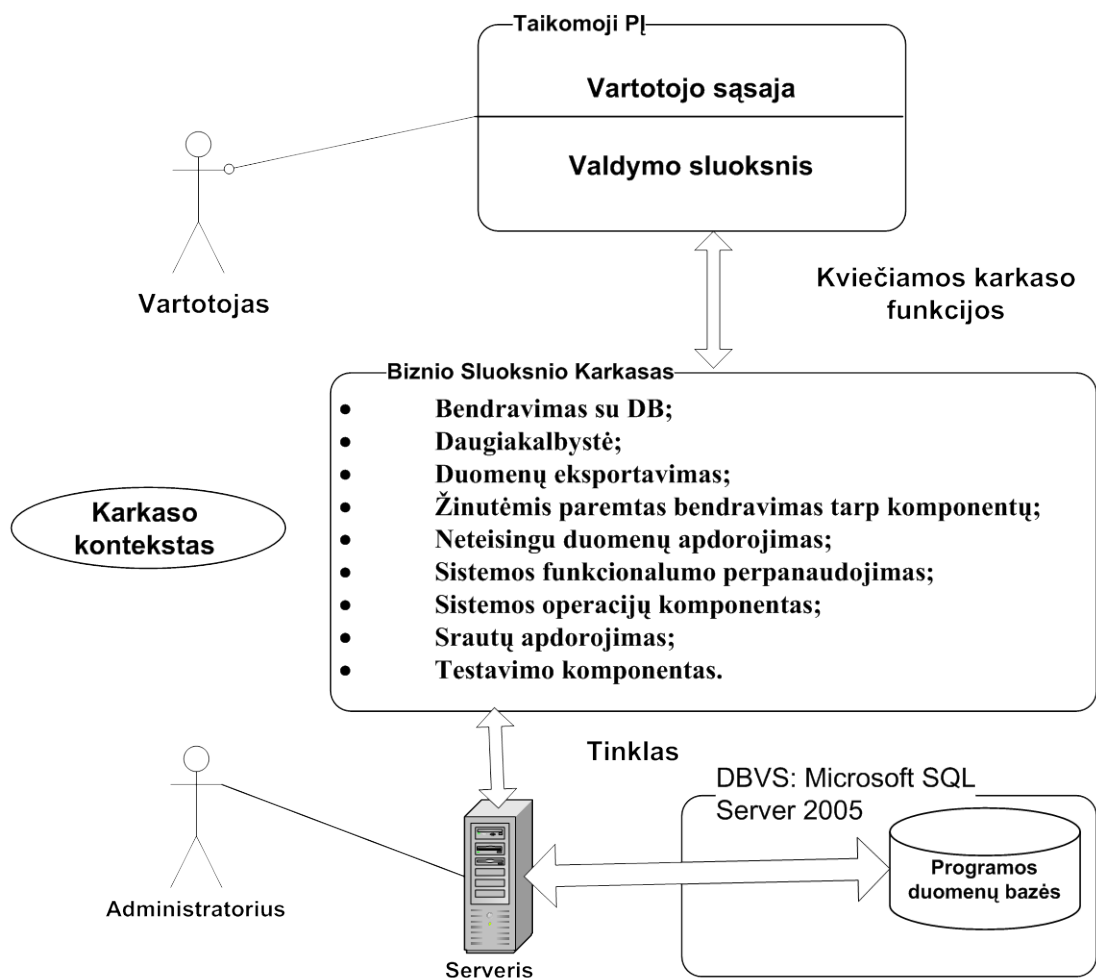 Taikomoji PĮ
Vartotojo sąsaja
Valdymo sluoksnis
Vartotojas
Kviečiamos karkaso
funkcijos
Biznio Sluoksnio Karkasas
• Bendravimas su DB;
• Daugiakalbystė;
• Duomenų eksportavimas;
• Žinutėmis paremtas bendravimas tarp komponentų;
• Neteisingu duomenų apdorojimas;
• Sistemos funkcionalumo perpanaudojimas;
• Sistemos operacijų komponentas;
• Srautų apdorojimas;
• Testavimo komponentas.
Karkaso
kontekstas
Tinklas
DBVS: Microsoft SQL
Server 2005
Programos
duomenų bazės
Administratorius
Serveris